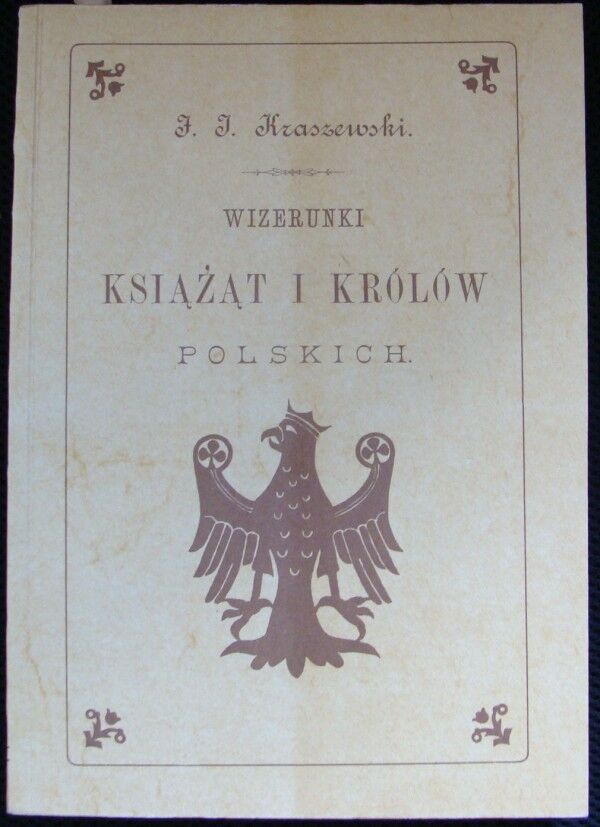 J. I. Kraszewski.
WIZERUNKI
KSIĄŻĄT I KRÓLÓW
POLSKICH.